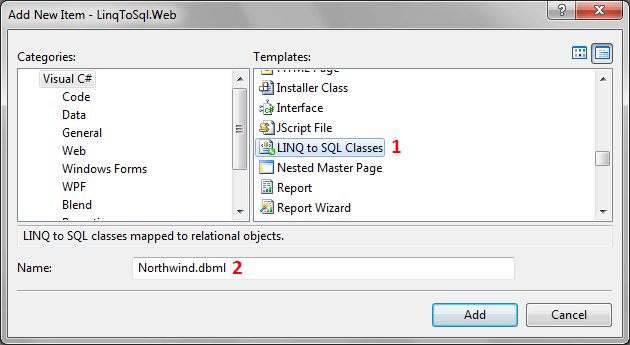 Add New Item - LinqToSql.Web
Categories:
Templates:
Visual C#
Code
Data
General
Web
Windows Forms
WPF
Blend
HTML Page
Installer Class
Interface
JScript File
LINQ to SQL Classes 1
Nested Master Page
Report
Report Wizard
LINQ to SQL classes mapped to relational objects.
Name: Northwind.dbml 2
Add Cancel